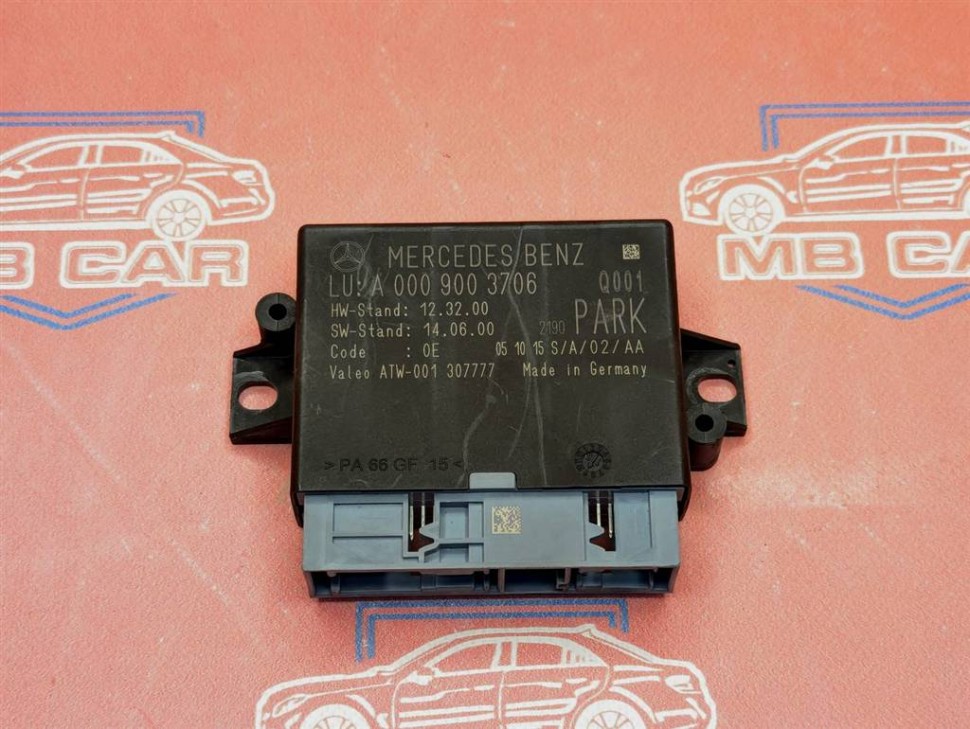 MERCEDES BENZ
LU: A 000 900 3706 Q001
HW-Stand: 12.32.00
SW-Stand: 14.06.00 2190 PARK
Code : 0E 05 10 15 S/A/02/AA
Valeo ATW-001 307777 Made in Germany
> PA 66 GF 15 <
B CAR
MB CAR